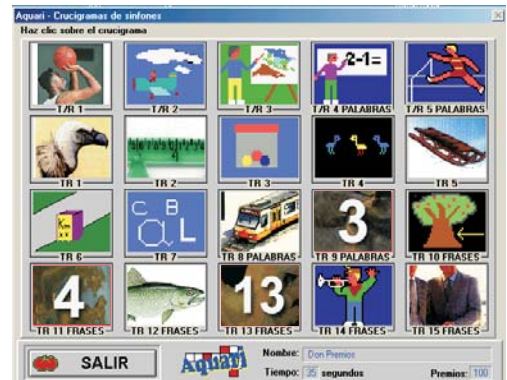 Aquari - Crucigramas de sinfones
Haz clic sobre el crucigrama
2-1=
T/R 1 T/R 2 T/R 3 T/R 4 PALABRAS T/R 5 PALABRAS
TR 1 TR 2 TR 3 TR 4 TR 5
Km
C B
a L
3
TR 6 TR 7 TR 8 PALABRAS TR 9 PALABRAS TR 10 FRASES
4 13
TR 11 FRASES TR 12 FRASES TR 13 FRASES TR 14 FRASES TR 15 FRASES
SALIR
Aquari
Nombre: Don Premios
Tiempo: 35 segundos Premios: 100